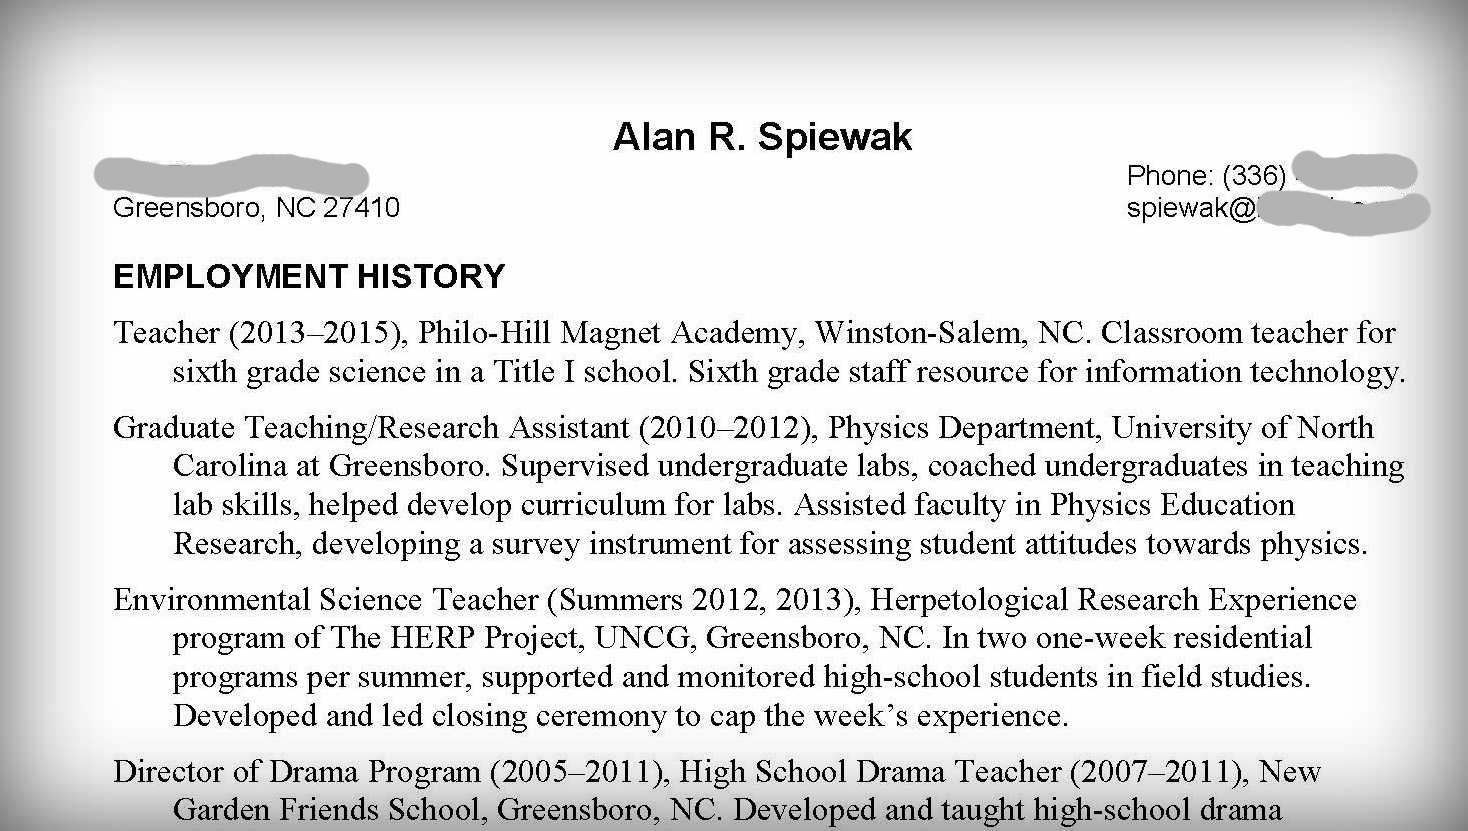 Alan R. Spiewak
Phone: (336)
Greensboro, NC 27410
spiewak@
EMPLOYMENT HISTORY
Teacher (2013–2015), Philo-Hill Magnet Academy, Winston-Salem, NC. Classroom teacher for
sixth grade science in a Title I school. Sixth grade staff resource for information technology.
Graduate Teaching/Research Assistant (2010–2012), Physics Department, University of North
Carolina at Greensboro. Supervised undergraduate labs, coached undergraduates in teaching
lab skills, helped develop curriculum for labs. Assisted faculty in Physics Education
Research, developing a survey instrument for assessing student attitudes towards physics.
Environmental Science Teacher (Summers 2012, 2013), Herpetological Research Experience
program of The HERP Project, UNCG, Greensboro, NC. In two one-week residential
programs per summer, supported and monitored high-school students in field studies.
Developed and led closing ceremony to cap the week’s experience.
Director of Drama Program (2005–2011), High School Drama Teacher (2007–2011), New
Garden Friends School, Greensboro, NC. Developed and taught high-school drama